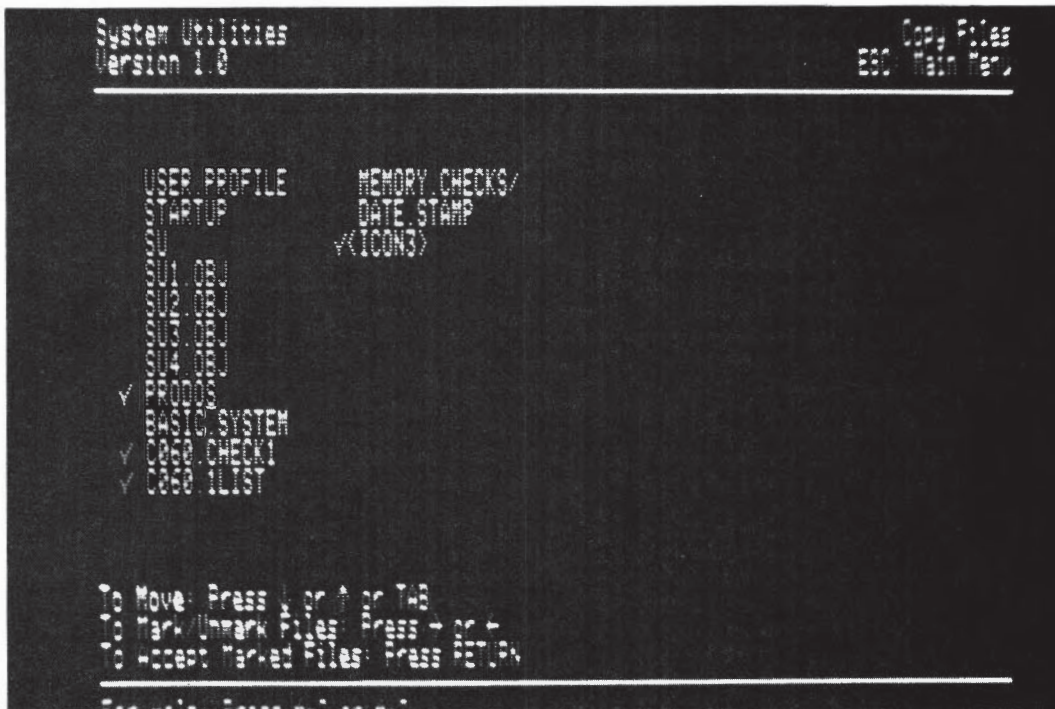 System Utilities
Version 1.0
Copy Files
ESC: Main Menu
USER.PROFILE
STARTUP
SU
SU1.OBJ
SU2.OBJ
SU3.OBJ
SU4.OBJ
✓ PRODOS
BASIC.SYSTEM
✓ C060.CHECK1
✓ C060.1LIST
MEMORY.CHECKS/
DATE.STAMP
✓<ICON3>
To Move: Press ↓ or ↑ or TAB
To Mark/Unmark Files: Press → or ←
To Accept Marked Files: Press RETURN